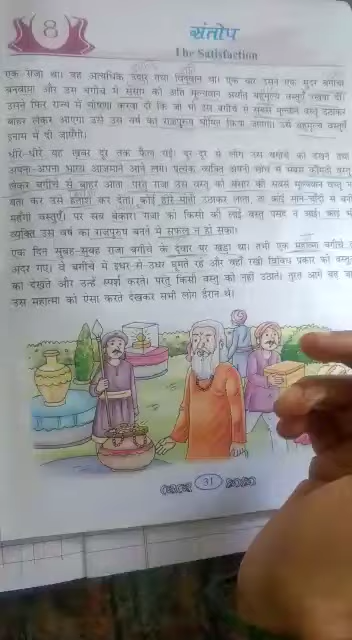 8
संतोष
The Satisfaction
एक राजा था। वह अत्यधिक उदार तथा था। एक बार उसने एक सुंदर बगीचा
बनवाया और उस बगीचे में संसार की अति मूल्यवान अर्थात् बहुमूल्य वस्तुएँ रखवा दीं।
उसने फिर राज्य में घोषणा करवा दी कि जो भी उस बगीचे से सबसे मूल्यवान वस्तु उठाकर
बाहर लेकर आएगा उसे उस वर्ष का राजपुरुष घोषित किया जाएगा। उसे बहुमूल्य वस्तुएँ
इनाम में दी जाएँगी।
धीरे-धीरे यह खबर दूर तक फैल गई। दूर-दूर से लोग उस बगीचे को देखने तथा
अपना-अपना भाग्य आजमाने आने लगे। प्रत्येक व्यक्ति अपनी खोज में सबसे कीमती वस्तु
लेकर बगीचे से बाहर आता परंतु राजा उस वस्तु को संसार की सबसे मूल्यवान वस्तु न
बता कर उसे हताश कर देता। कोई हीरे-मोती उठाकर लाता, तो कोई सोने-चाँदी से बनी
महँगी वस्तुएँ। पर सब बेकार। राजा को किसी की लाई वस्तु पसंद न आई। कोई भी
व्यक्ति उस वर्ष का राजपुरुष बनने में सफल न हो सका।
एक दिन सुबह-सुबह राजा बगीचे के द्वार पर खड़ा था। तभी एक महात्मा बगीचे के
अंदर गए। वे बगीचे में इधर से उधर घूमते रहे और वहाँ रखी विविध प्रकार की वस्तुओं
को देखते और उन्हें स्पर्श करते। परंतु किसी वस्तु को नहीं उठाते। तुरंत आगे बढ़ जाते।
उस महात्मा को ऐसा करते देखकर सभी लोग हैरान थे।
31